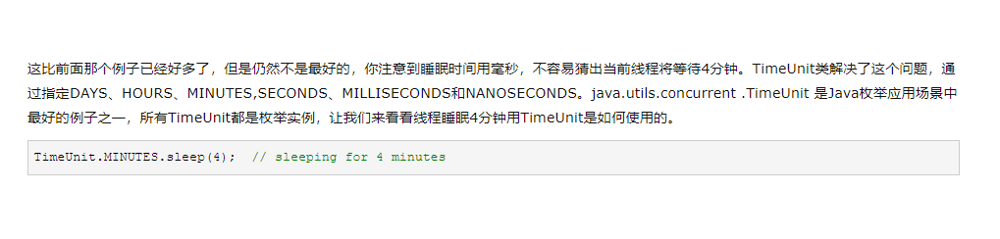 这比前面那个例子已经好多了，但是仍然不是最好的，你注意到睡眠时间用毫秒，不容易猜出当前线程将等待4分钟。TimeUnit类解决了这个问题，通
过指定DAYS、HOURS、MINUTES,SECONDS、MILLISECONDS和NANOSECONDS。java.utils.concurrent .TimeUnit 是Java枚举应用场景中
最好的例子之一，所有TimeUnit都是枚举实例，让我们来看看线程睡眠4分钟用TimeUnit是如何使用的。
TimeUnit.MINUTES.sleep(4);  // sleeping for 4 minutes